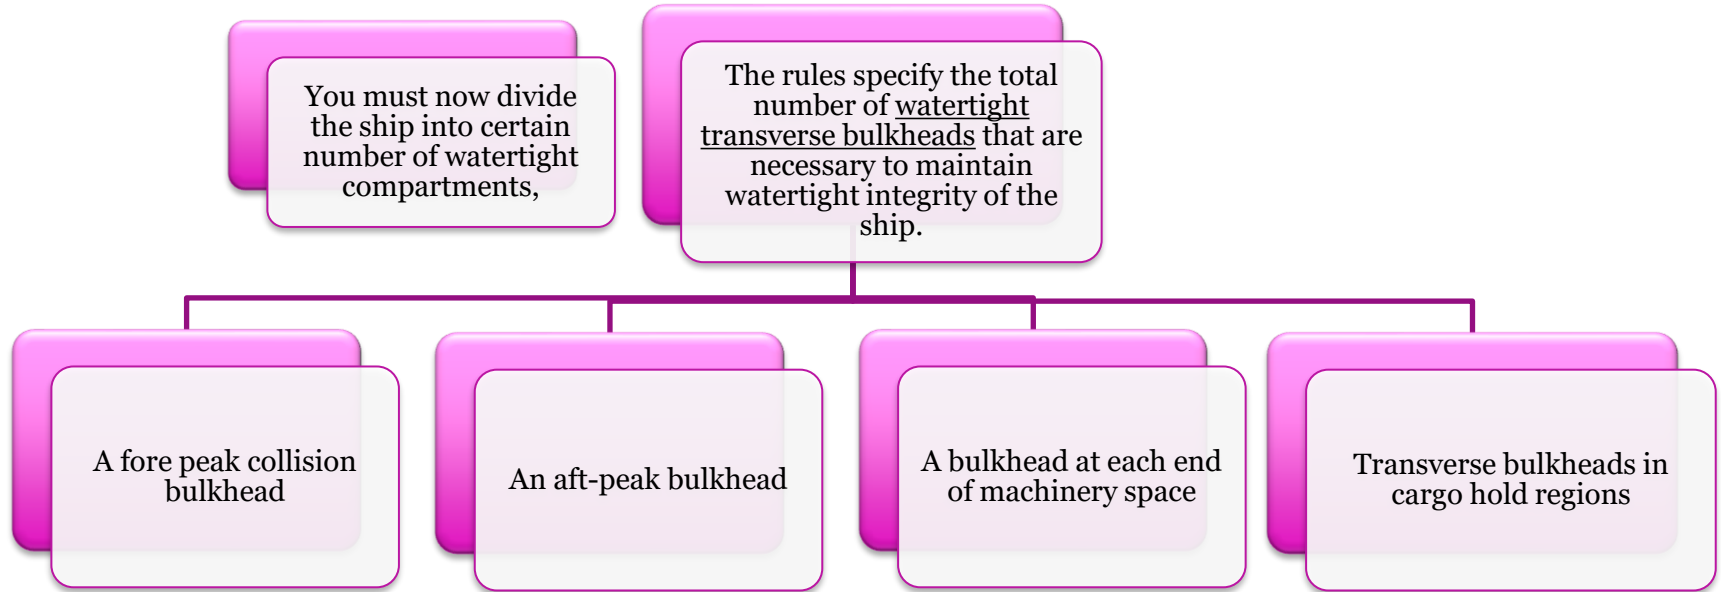 You must now divide
the ship into certain
number of watertight
compartments,
The rules specify the total
number of watertight
transverse bulkheads that are
necessary to maintain
watertight integrity of the
ship.
A fore peak collision
bulkhead
An aft-peak bulkhead
A bulkhead at each end
of machinery space
Transverse bulkheads in
cargo hold regions